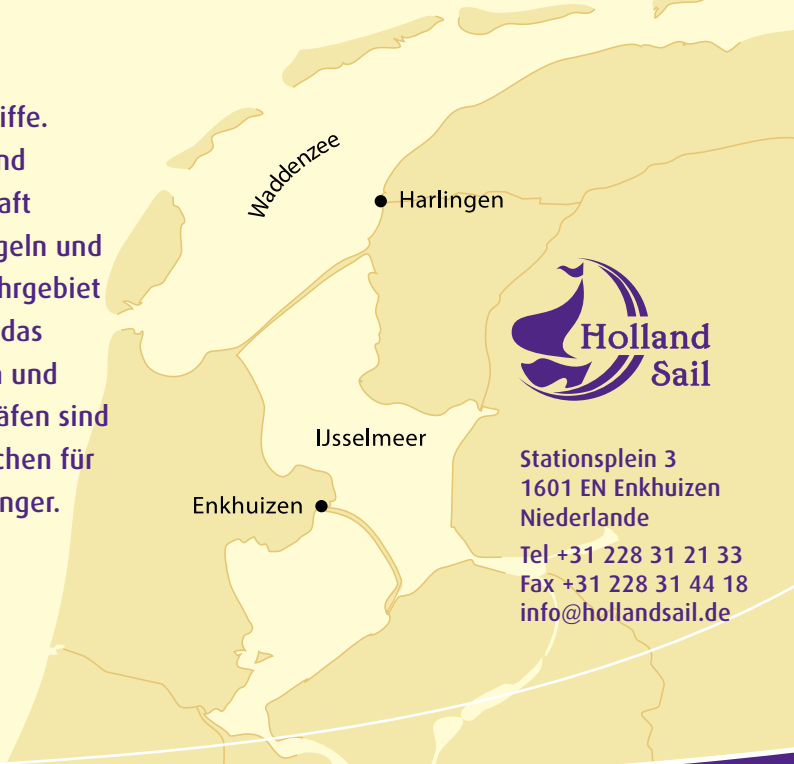 iffe.
nd
aft
geln und
hrgebiet
das
n und
äfen sind
chen für
nger.
Waddenzee
Harlingen
IJsselmeer
Enkhuizen
Holland
Sail
Stationsplein 3
1601 EN Enkhuizen
Niederlande
Tel +31 228 31 21 33
Fax +31 228 31 44 18
info@hollandsail.de